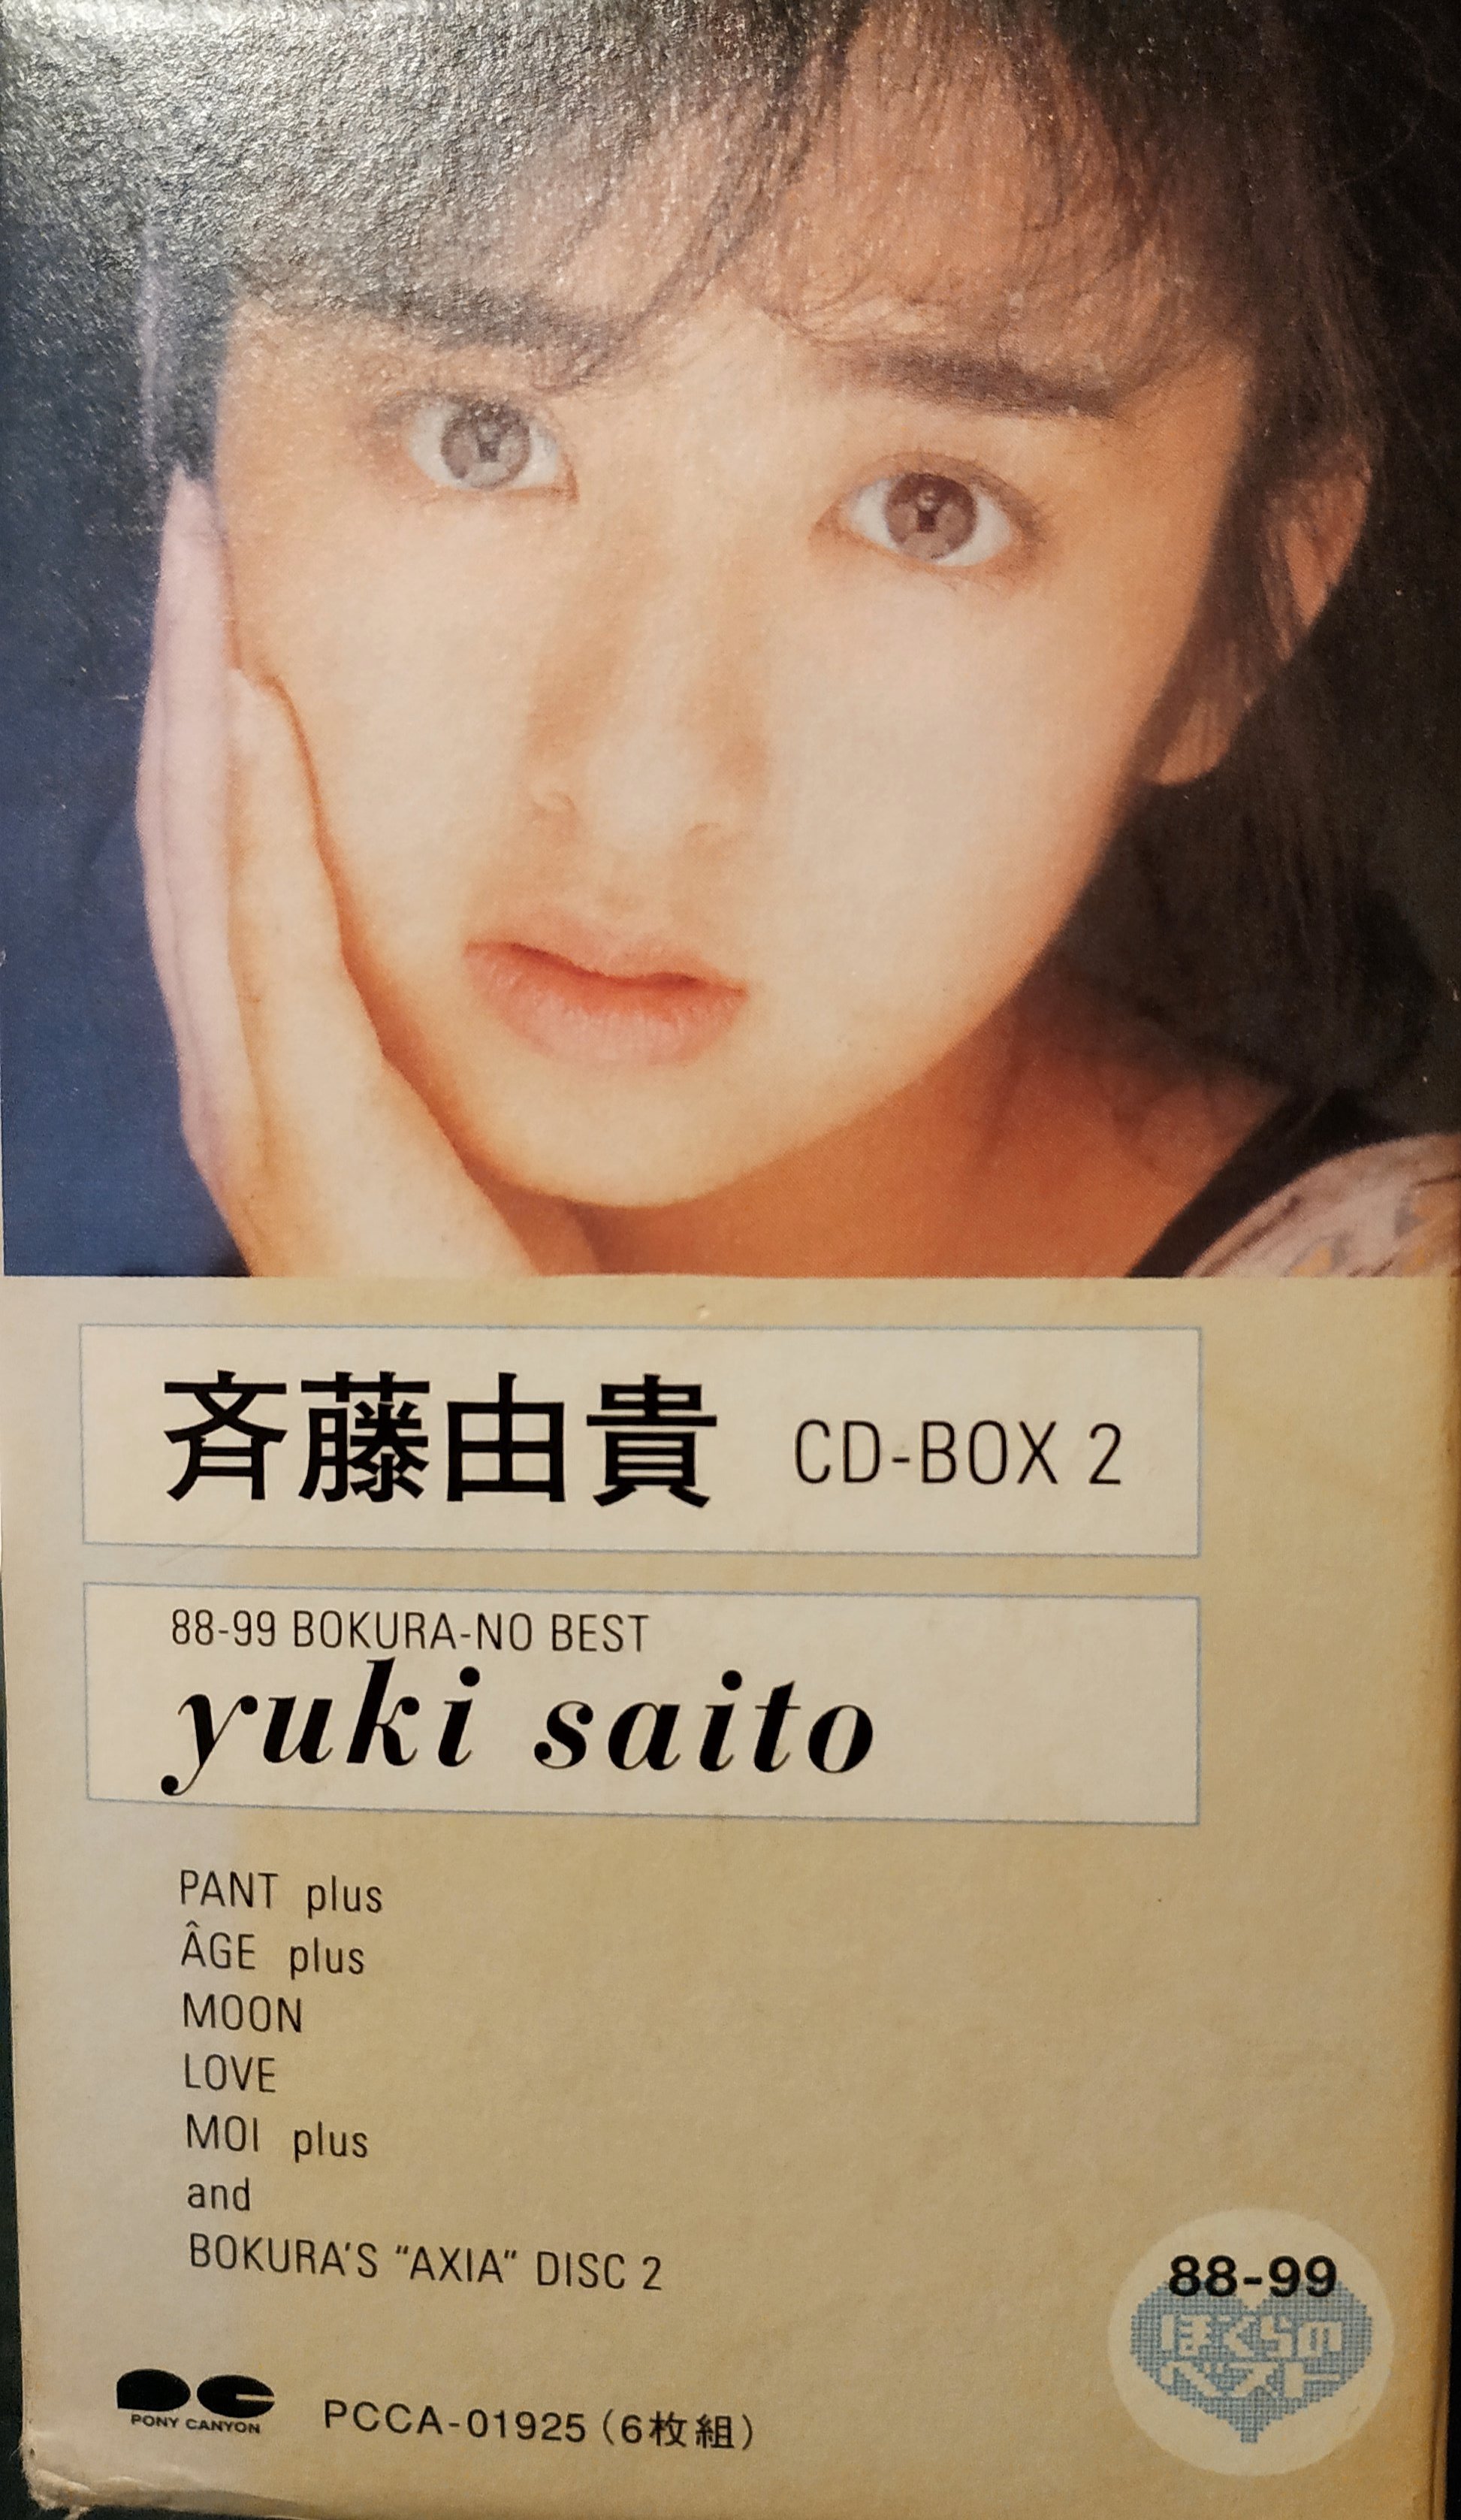 斉藤由貴 CD-BOX 2
88-99 BOKURA-NO BEST
yuki saito
PANT plus
ÂGE plus
MOON
LOVE
MOI plus
and
BOKURA'S "AXIA" DISC 2
88-99
ぼくらの
ベスト
PONY CANYON
PCCA-01925（6枚組）